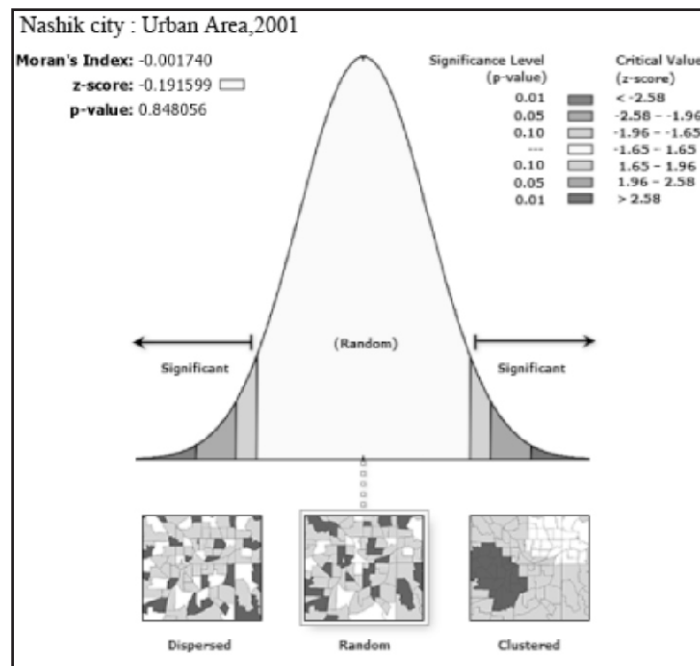 Nashik city : Urban Area,2001
Moran's Index: -0.001740
z-score: -0.191599
p-value: 0.848056
Significance Level
(p-value)
Critical Value
(z-score)
0.01 < -2.58
0.05 -2.58 – -1.96
0.10 -1.96 – -1.65
--- -1.65 – 1.65
0.10 1.65 – 1.96
0.05 1.96 – 2.58
0.01 > 2.58
(Random)
Significant Significant
Dispersed Random Clustered